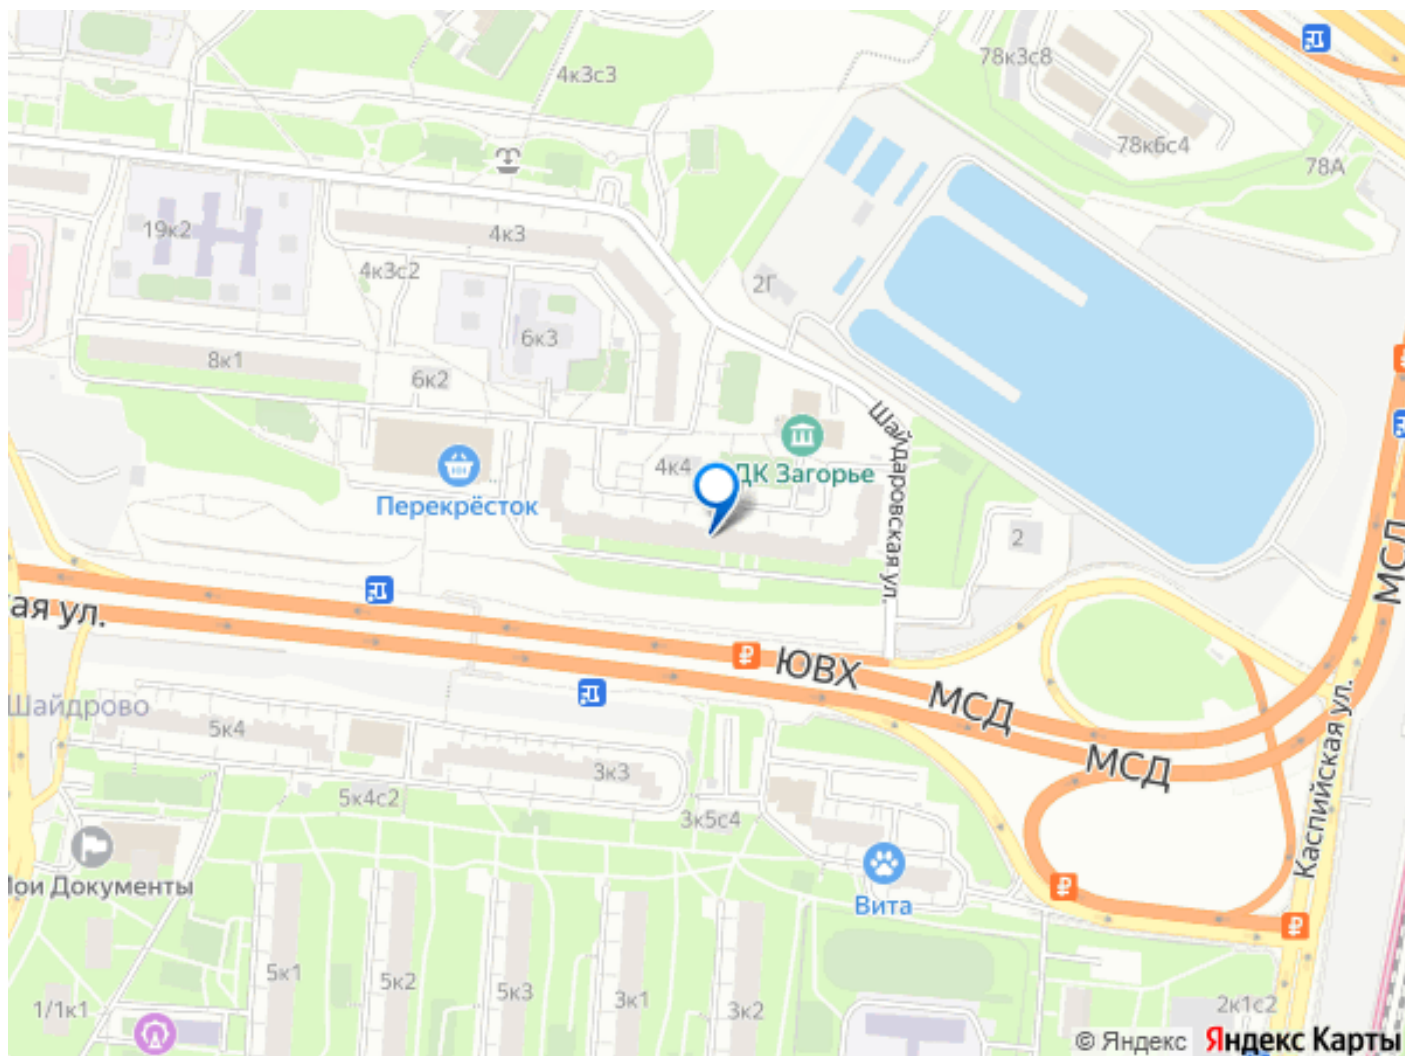 78к3с8
4к3с3
78к6с4
78А
19к2
4к3
4к3с2
2Г
6к3
8к1
6к2
Шайдаровская ул.
4к4
ДК Загорье
Перекрёсток
2
МСД
кая ул.
ЮВХ
МСД
Шайдрово
5к4
МСД
Каспийская ул.
3к3
5к4с2
3к5с4
Мои Документы
Вита
5к1
5к2
5к3
3к1
3к2
1/1к1
2к1с2
© Яндекс Яндекс Карты